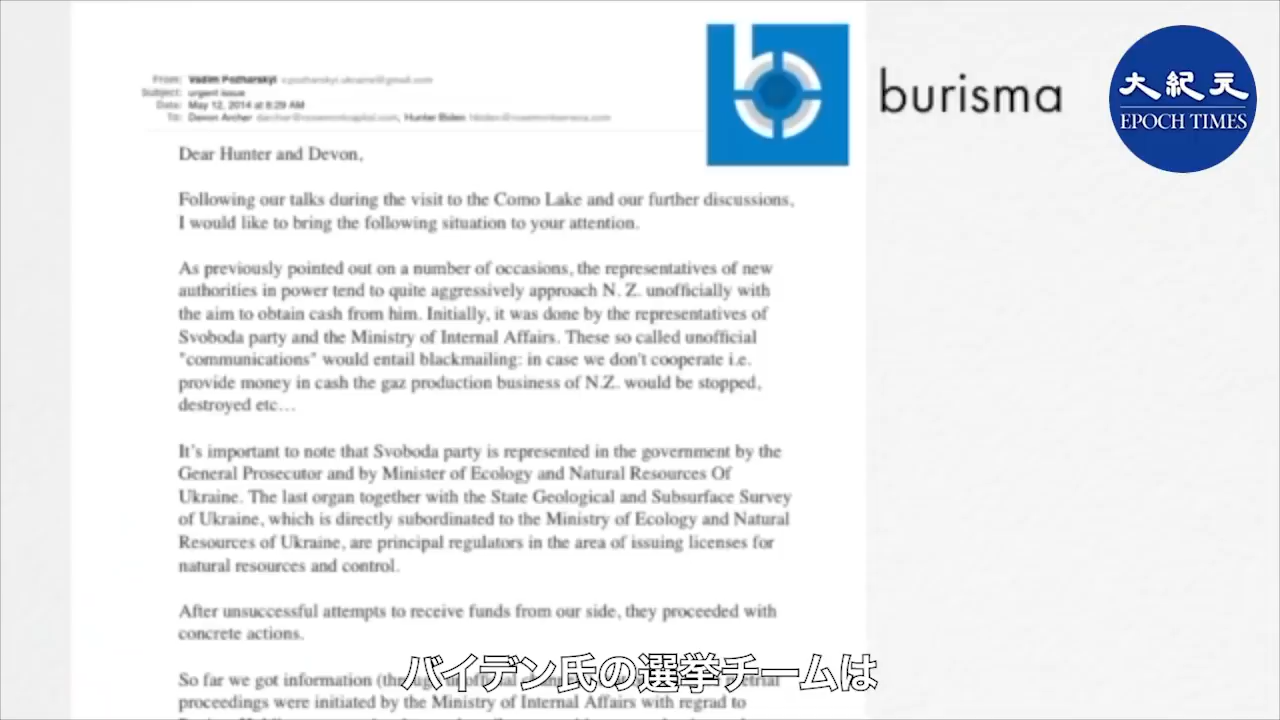 burisma
大紀元
EPOCH TIMES
From: Vadim Pozharskyi
Subject: urgent issue
Date: May 12, 2014 at 8:29 AM
To: Devon Archer Hunter Biden
Dear Hunter and Devon,
Following our talks during the visit to the Como Lake and our further discussions,
I would like to bring the following situation to your attention.
As previously pointed out on a number of occasions, the representatives of new
authorities in power tend to quite aggressively approach N. Z. unofficially with
the aim to obtain cash from him. Initially, it was done by the representatives of
Svoboda party and the Ministry of Internal Affairs. These so called unofficial
"communications" would entail blackmailing: in case we don't cooperate i.e.
provide money in cash the gaz production business of N.Z. would be stopped,
destroyed etc…
It's important to note that Svoboda party is represented in the government by the
General Prosecutor and by Minister of Ecology and Natural Resources Of
Ukraine. The last organ together with the State Geological and Subsurface Survey
of Ukraine, which is directly subordinated to the Ministry of Ecology and Natural
Resources of Ukraine, are principal regulators in the area of issuing licenses for
natural resources and control.
After unsuccessful attempts to receive funds from our side, they proceeded with
concrete actions.
So far we got information
proceedings were initiated by the Ministry of Internal Affairs with regrad to
バイデン氏の選挙チームは